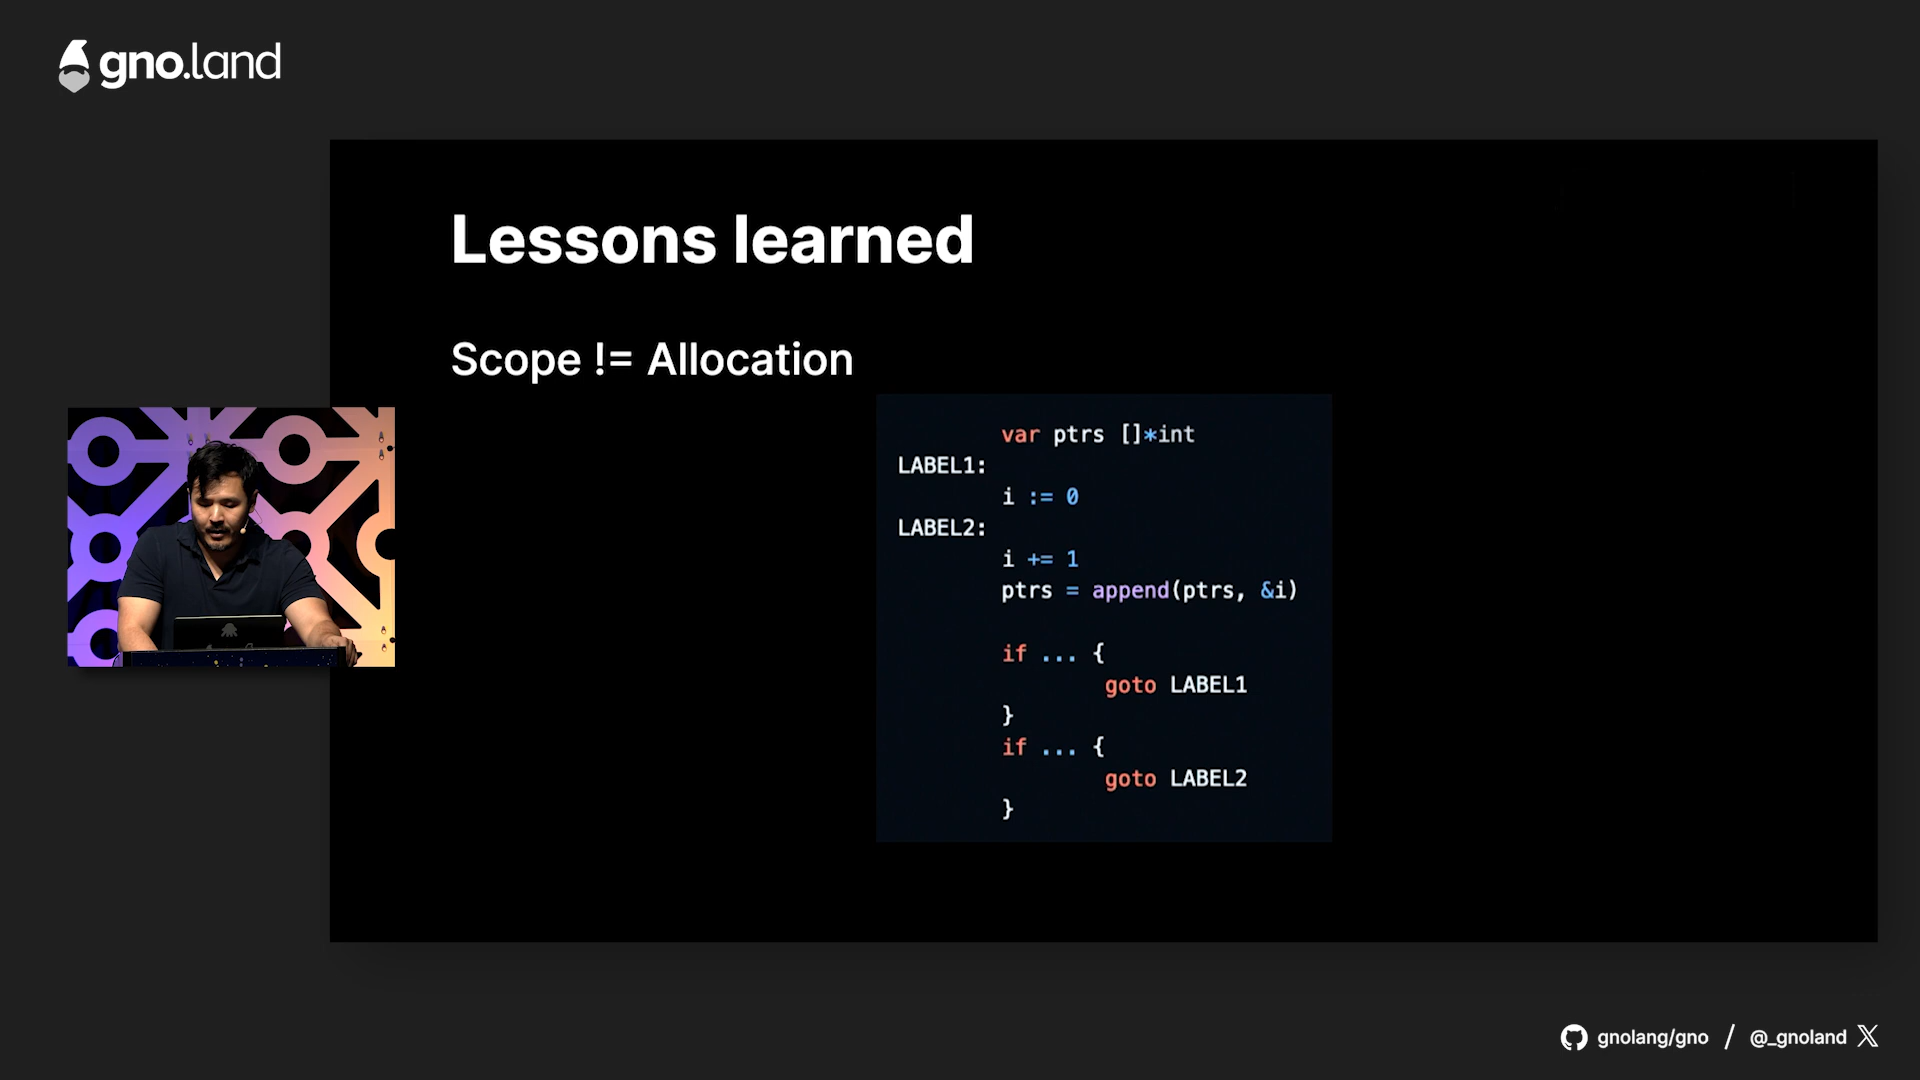 gno.land
Lessons learned
Scope != Allocation
var ptrs []*int
LABEL1:
i := 0
LABEL2:
i += 1
ptrs = append(ptrs, &i)
if ... {
goto LABEL1
}
if ... {
goto LABEL2
}
gnolang/gno / @_gnoland X